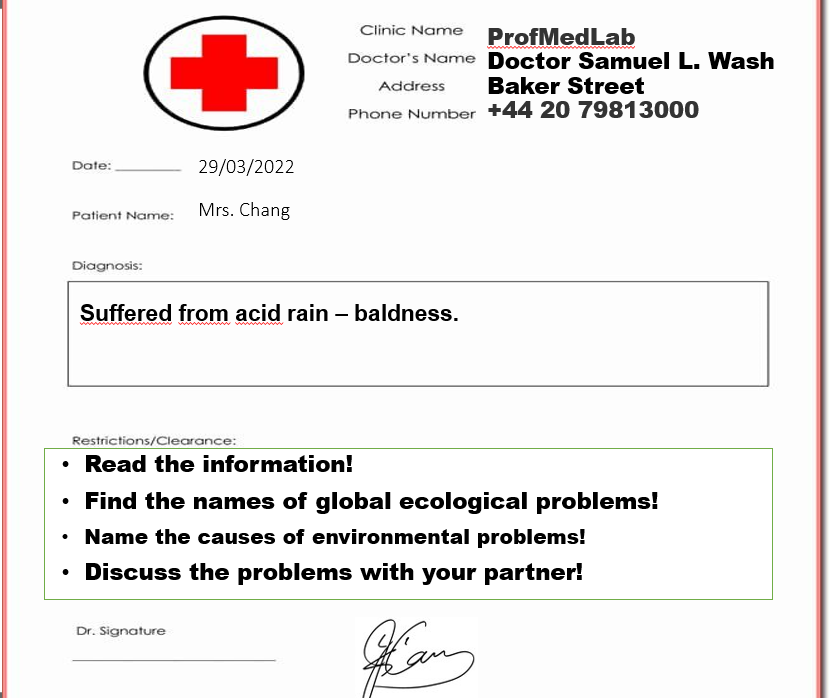 Clinic Name ProfMedLab
Doctor's Name Doctor Samuel L. Wash
Address Baker Street
Phone Number +44 20 79813000
Date: __________ 29/03/2022
Patient Name: Mrs. Chang
Diagnosis:
Suffered from acid rain – baldness.
Restrictions/Clearance:
• Read the information!
• Find the names of global ecological problems!
• Name the causes of environmental problems!
• Discuss the problems with your partner!
Dr. Signature